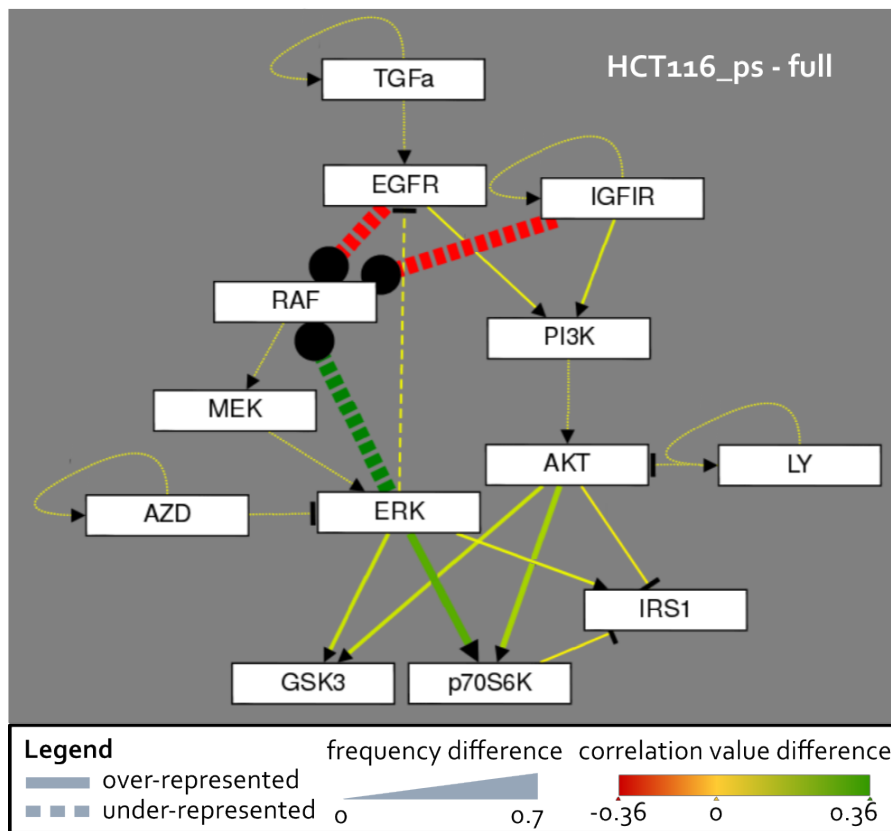 TGFa
HCT116_ps - full
EGFR
IGFIR
RAF
PI3K
MEK
AKT
LY
AZD
ERK
IRS1
GSK3
p70S6K
Legend
over-represented
under-represented
frequency difference
0
0.7
correlation value difference
-0.36
0
0.36